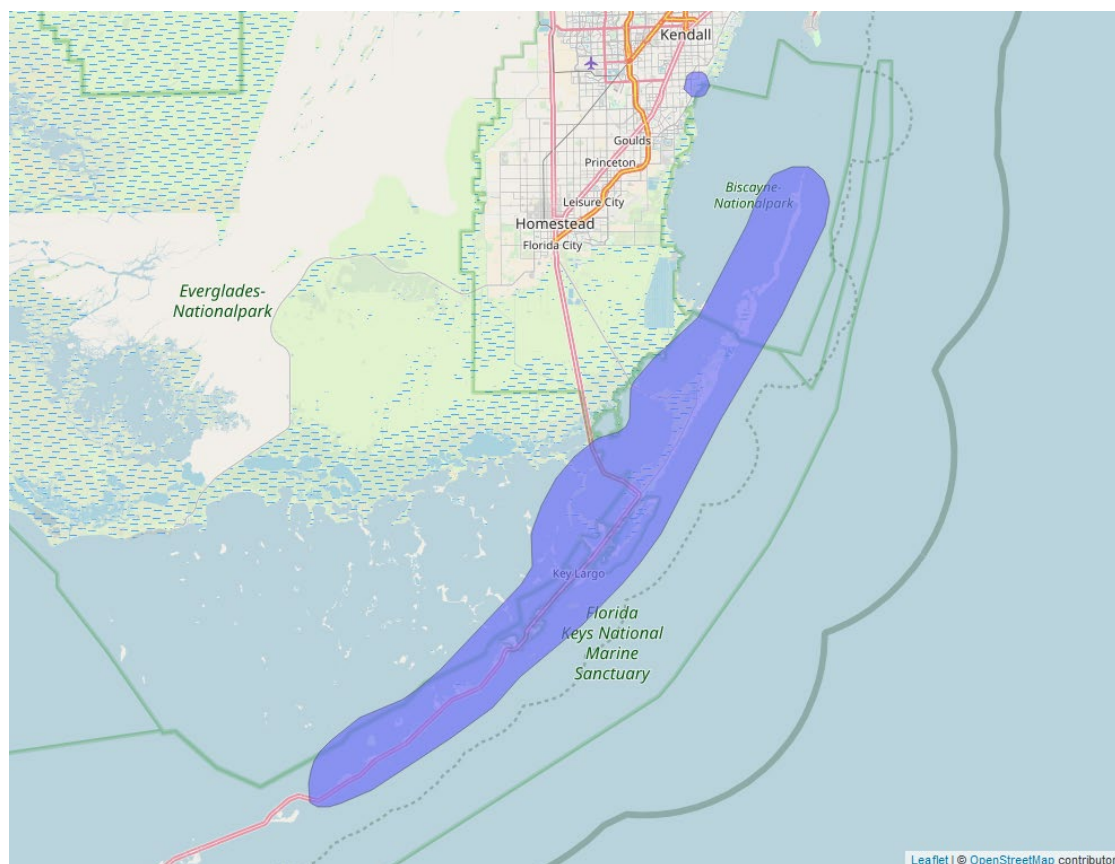 Kendall
Goulds
Princeton
Biscayne-
Nationalpark
Leisure City
Homestead
Florida City
Everglades-
Nationalpark
Key Largo
Florida
Keys National
Marine
Sanctuary
Leaflet | © OpenStreetMap contributor